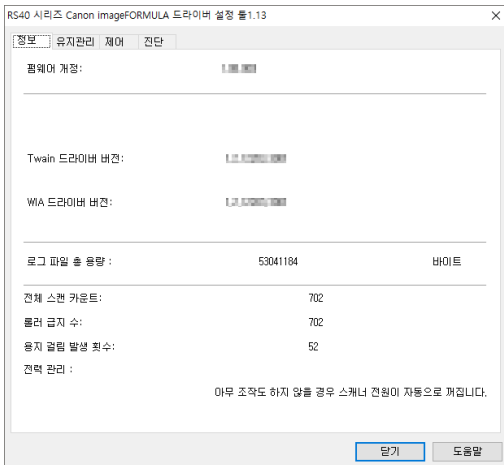 RS40 시리즈 Canon imageFORMULA 드라이버 설정 툴1.13
정보 유지관리 제어 진단
펌웨어 개정:
Twain 드라이버 버전:
WIA 드라이버 버전:
로그 파일 총 용량 : 53041184 바이트
전체 스캔 카운트: 702
롤러 급지 수: 702
용지 걸림 발생 횟수: 52
전력 관리 :
아무 조작도 하지 않을 경우 스캐너 전원이 자동으로 꺼집니다.
닫기 도움말